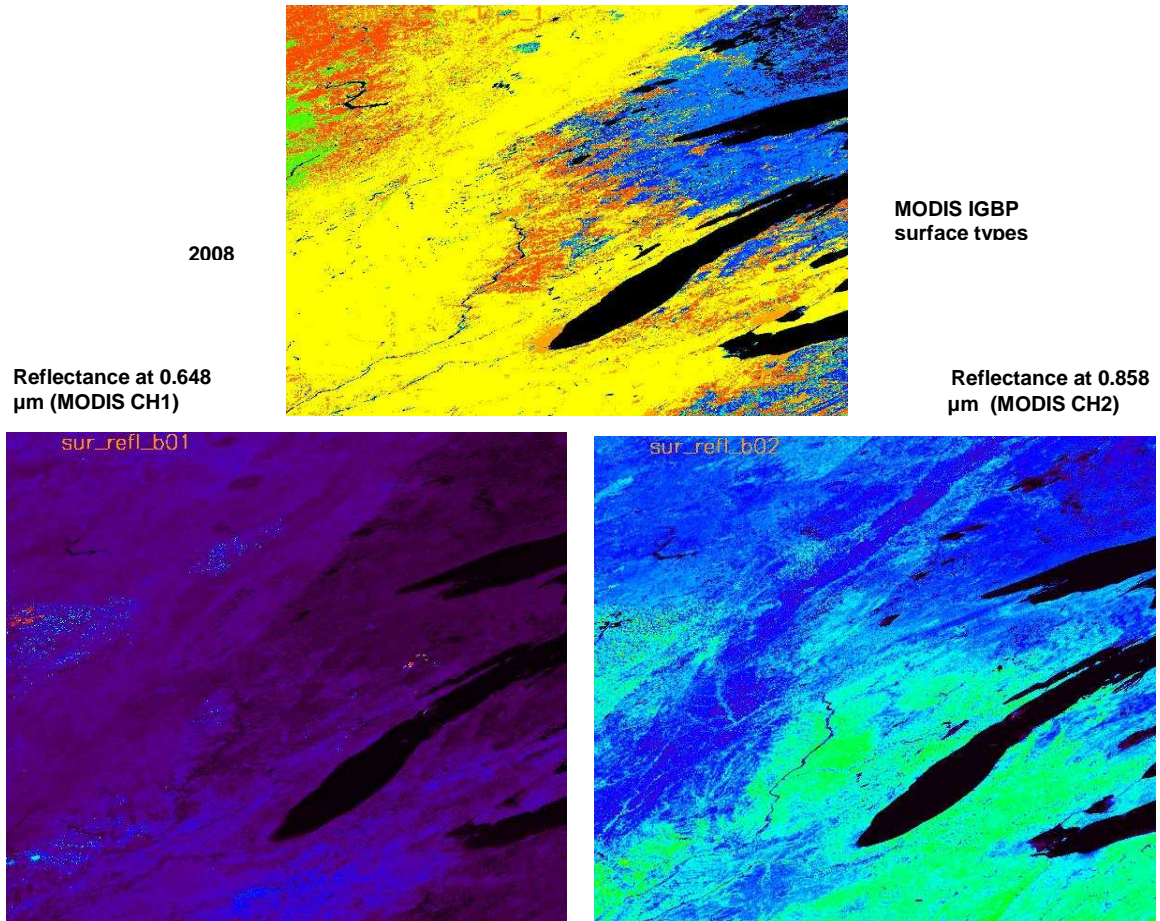 2008
MODIS IGBP
surface types
Reflectance at 0.648
µm (MODIS CH1)
Reflectance at 0.858
µm (MODIS CH2)
sur_refl_b01
sur_refl_b02